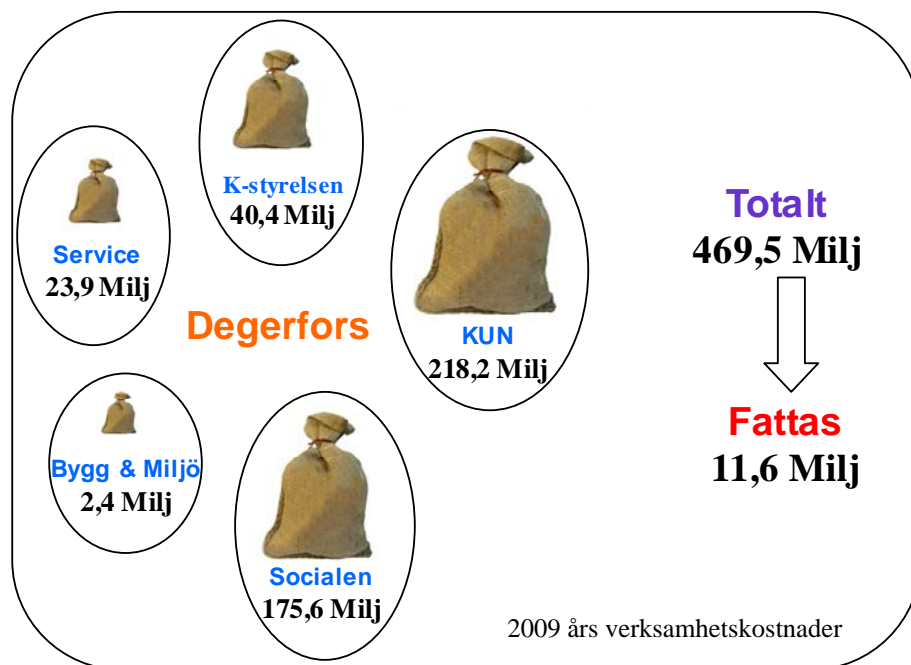 K-styrelsen
40,4 Milj
Service
23,9 Milj
KUN
218,2 Milj
Degerfors
Bygg & Miljö
2,4 Milj
Socialen
175,6 Milj
Totalt
469,5 Milj
Fattas
11,6 Milj
2009 års verksamhetskostnader